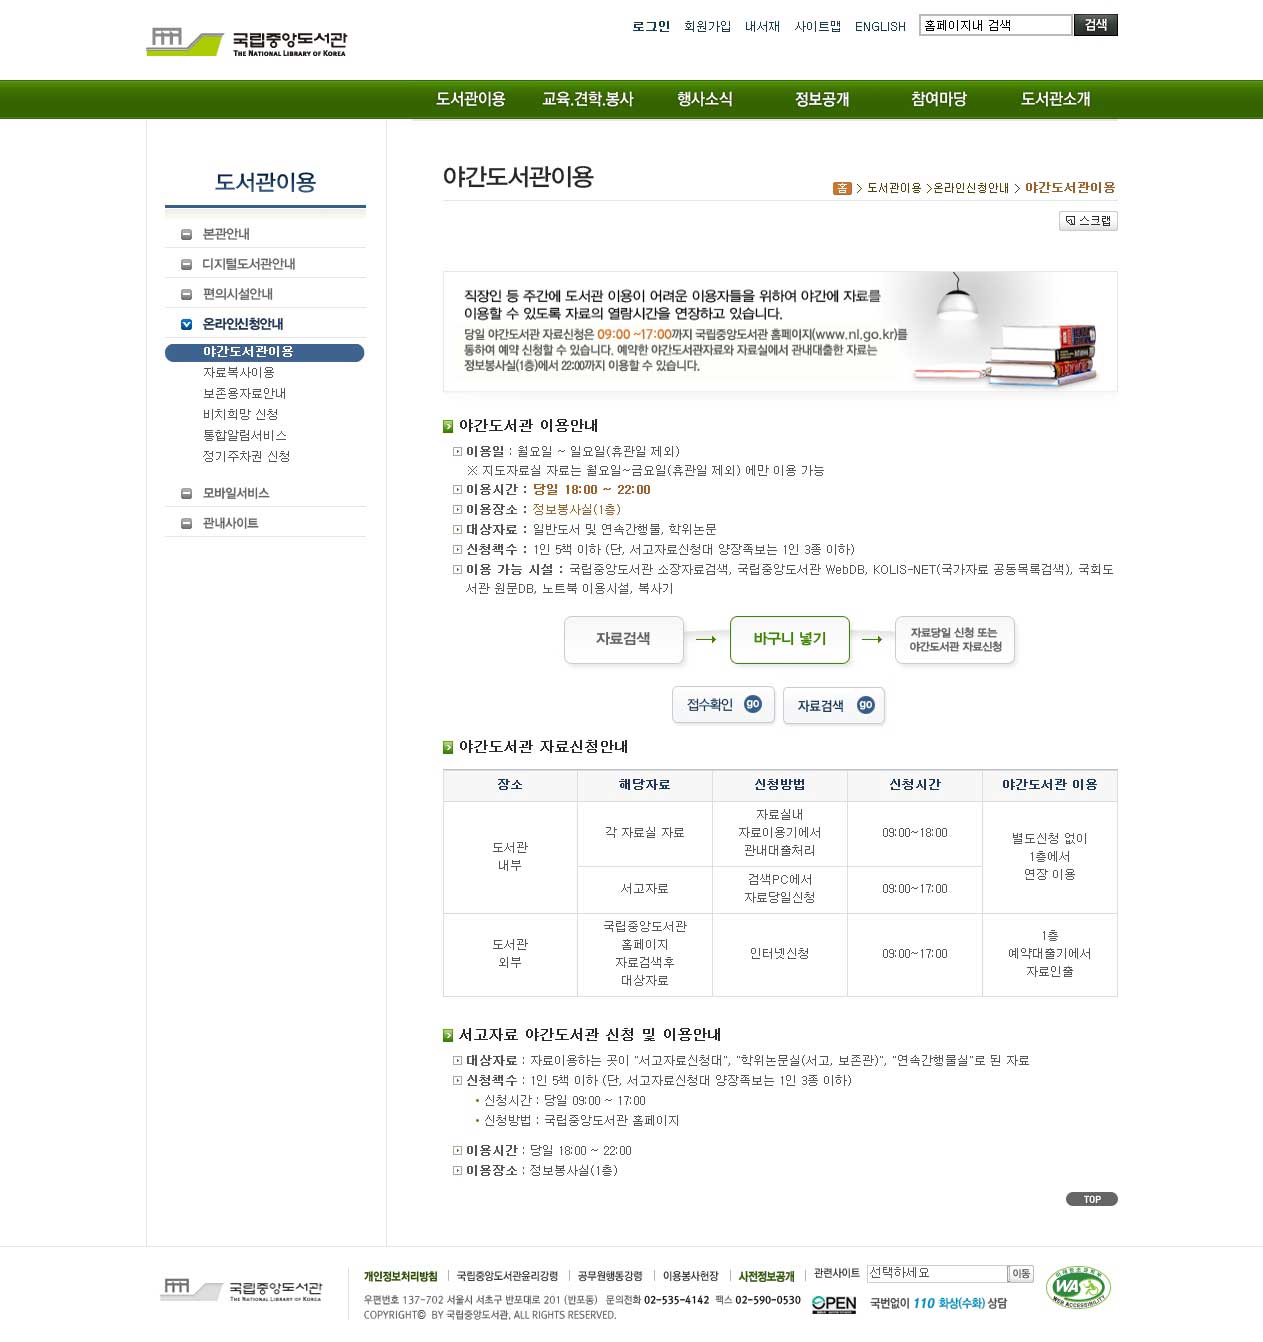 국립중앙도서관
THE NATIONAL LIBRARY OF KOREA
로그인 회원가입 내서재 사이트맵 ENGLISH 홈페이지내 검색 검색
도서관이용 교육.견학.봉사 행사소식 정보공개 참여마당 도서관소개
도서관이용
본관안내
디지털도서관안내
편의시설안내
온라인신청안내
야간도서관이용
자료복사이용
보존용자료안내
비치희망 신청
통합알림서비스
정기주차권 신청
모바일서비스
관내사이트
야간도서관이용
홈 > 도서관이용 >온라인신청안내 > 야간도서관이용
스크랩
직장인 등 주간에 도서관 이용이 어려운 이용자들을 위하여 야간에 자료를
이용할 수 있도록 자료의 열람시간을 연장하고 있습니다.
당일 야간도서관 자료신청은 09:00 ~17:00까지 국립중앙도서관 홈페이지(www.nl.go.kr)를
통하여 예약 신청할 수 있습니다. 예약한 야간도서관자료와 자료실에서 관내대출한 자료는
정보봉사실(1층)에서 22:00까지 이용할 수 있습니다.
야간도서관 이용안내
이용일 : 월요일 ~ 일요일(휴관일 제외)
※ 지도자료실 자료는 월요일~금요일(휴관일 제외) 에만 이용 가능
이용시간 : 당일 18:00 ~ 22:00
이용장소 : 정보봉사실(1층)
대상자료 : 일반도서 및 연속간행물, 학위논문
신청책수 : 1인 5책 이하 (단, 서고자료신청대 양장족보는 1인 3종 이하)
이용 가능 시설 : 국립중앙도서관 소장자료검색, 국립중앙도서관 WebDB, KOLIS-NET(국가자료 공동목록검색), 국회도
서관 원문DB, 노트북 이용시설, 복사기
자료검색 → 바구니 넣기 → 자료당일 신청 또는
야간도서관 자료신청
접수확인 go 자료검색 go
야간도서관 자료신청안내
장소 해당자료 신청방법 신청시간 야간도서관 이용
도서관
내부
각 자료실 자료
자료실내
자료이용기에서
관내대출처리
09:00~18:00
별도신청 없이
1층에서
연장 이용
서고자료
검색PC에서
자료당일신청
09:00~17:00
도서관
외부
국립중앙도서관
홈페이지
자료검색후
대상자료
인터넷신청
09:00~17:00
1층
예약대출기에서
자료인출
서고자료 야간도서관 신청 및 이용안내
대상자료 : 자료이용하는 곳이 "서고자료신청대", "학위논문실(서고, 보존관)", "연속간행물실"로 된 자료
신청책수 : 1인 5책 이하 (단, 서고자료신청대 양장족보는 1인 3종 이하)
• 신청시간 : 당일 09:00 ~ 17:00
• 신청방법 : 국립중앙도서관 홈페이지
이용시간 : 당일 18:00 ~ 22:00
이용장소 : 정보봉사실(1층)
TOP
국립중앙도서관
THE NATIONAL LIBRARY OF KOREA
개인정보처리방침 국립중앙도서관윤리강령 공무원행동강령 이용봉사헌장 사전정보공개 관련사이트 선택하세요 이동
우편번호 137-702 서울시 서초구 반포대로 201 (반포동) 문의전화 02-535-4142 팩스 02-590-0530
COPYRIGHT© BY 국립중앙도서관. ALL RIGHTS RESERVED.
OPEN
국번없이 110 화상(수화) 상담
WA
WEB ACCESSIBILITY